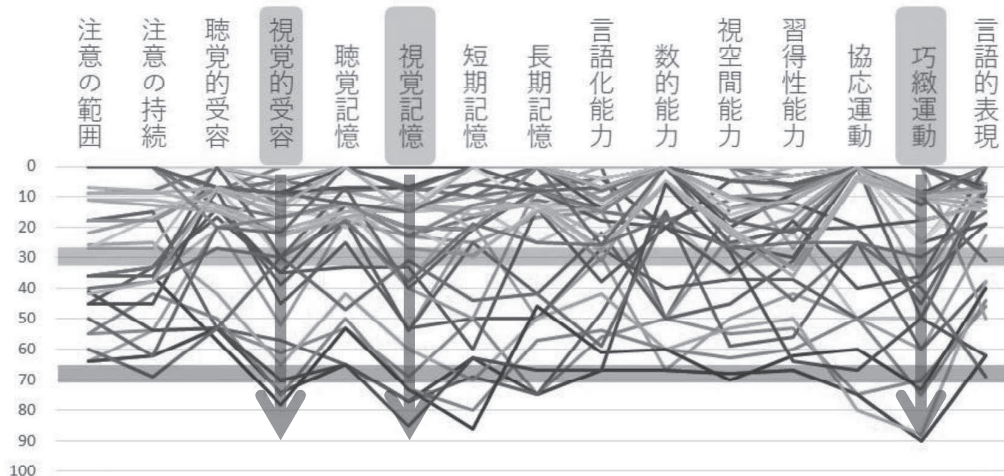 注意の範囲
注意の持続
聴覚的受容
視覚的受容
聴覚記憶
視覚記憶
短期記憶
長期記憶
言語化能力
数的能力
視空間能力
習得性能力
協応運動
巧緻運動
言語的表現
0
10
20
30
40
50
60
70
80
90
100